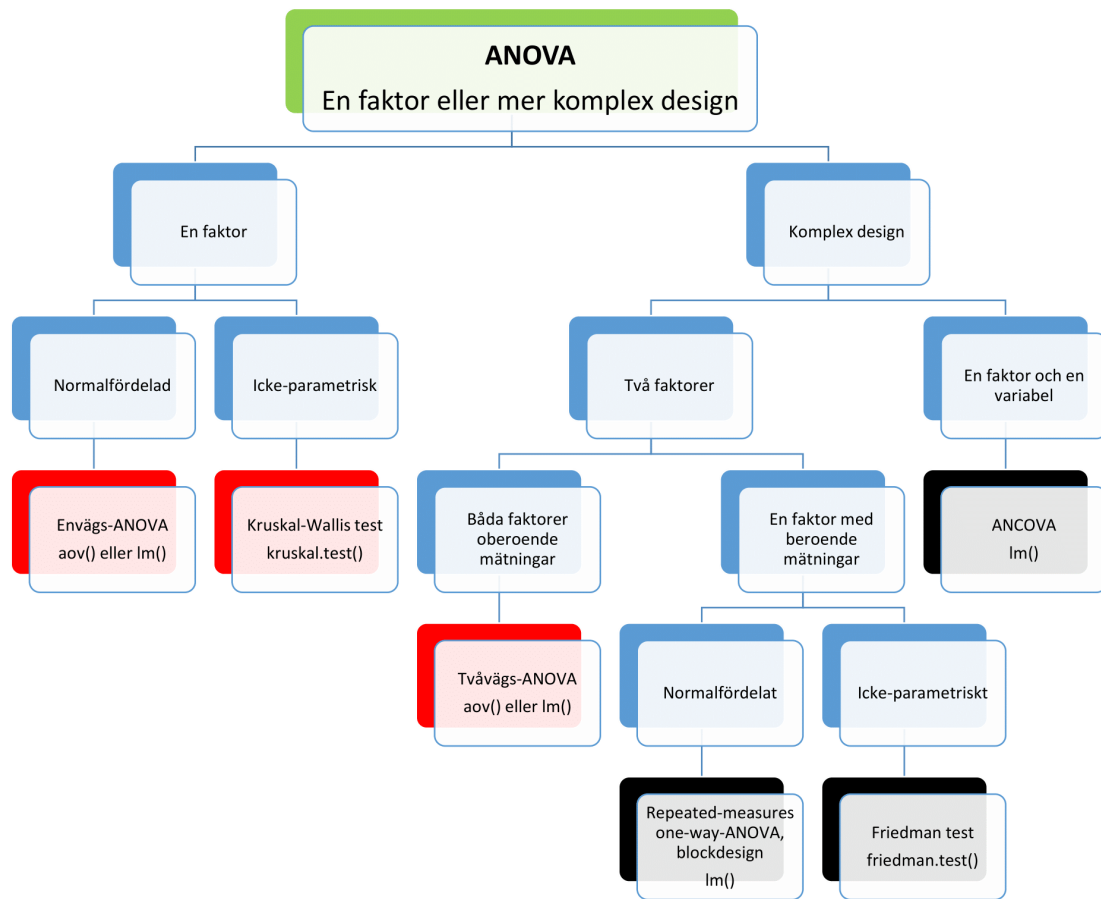 ANOVA
En faktor eller mer komplex design
En faktor
Komplex design
Normalfördelad
Icke-parametrisk
Två faktorer
En faktor och en
variabel
Envägs-ANOVA
aov() eller lm()
Kruskal-Wallis test
kruskal.test()
Båda faktorer
oberoende
mätningar
En faktor med
beroende
mätningar
ANCOVA
lm()
Tvåvägs-ANOVA
aov() eller lm()
Normalfördelat
Icke-parametriskt
Repeated-measures
one-way-ANOVA,
blockdesign
lm()
Friedman test
friedman.test()